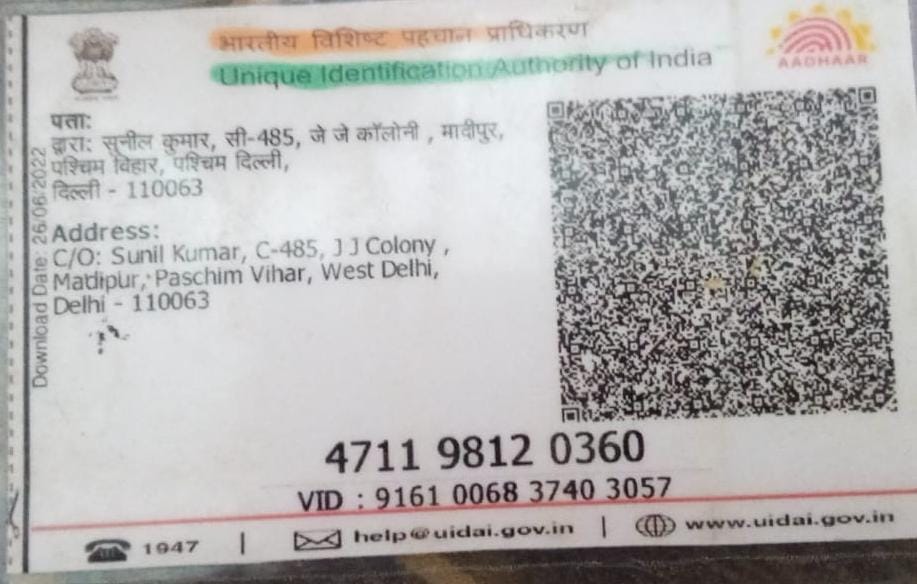 भारतीय विशिष्ट पहचान प्राधिकरण
Unique Identification Authority of India
AADHAAR
पता:
द्वारा: सुनील कुमार, सी-485, जे जे कॉलोनी , मादीपुर,
पश्चिम विहार, पश्चिम दिल्ली,
दिल्ली - 110063
Address:
C/O: Sunil Kumar, C-485, J J Colony ,
Madipur, Paschim Vihar, West Delhi,
Delhi - 110063
Download Date: 26/06/2022
4711 9812 0360
VID : 9161 0068 3740 3057
1947 | help@uidai.gov.in | www.uidai.gov.in